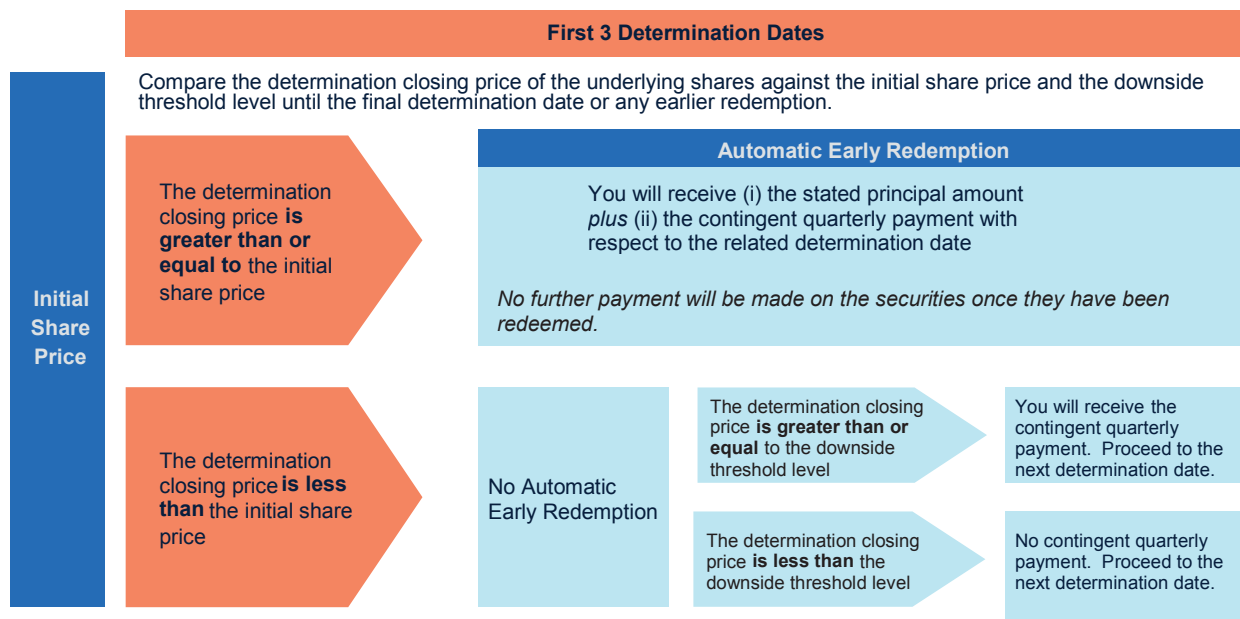 First 3 Determination Dates
Compare the determination closing price of the underlying shares against the initial share price and the downside
threshold level until the final determination date or any earlier redemption.
Initial
Share
Price
The determination
closing price is
greater than or
equal to the initial
share price
Automatic Early Redemption
You will receive (i) the stated principal amount
plus (ii) the contingent quarterly payment with
respect to the related determination date
No further payment will be made on the securities once they have been
redeemed.
The determination
closing price is less
than the initial share
price
No Automatic
Early Redemption
The determination closing
price is greater than or
equal to the downside
threshold level
You will receive the
contingent quarterly
payment. Proceed to the
next determination date.
The determination closing
price is less than the
downside threshold level
No contingent quarterly
payment. Proceed to the
next determination date.